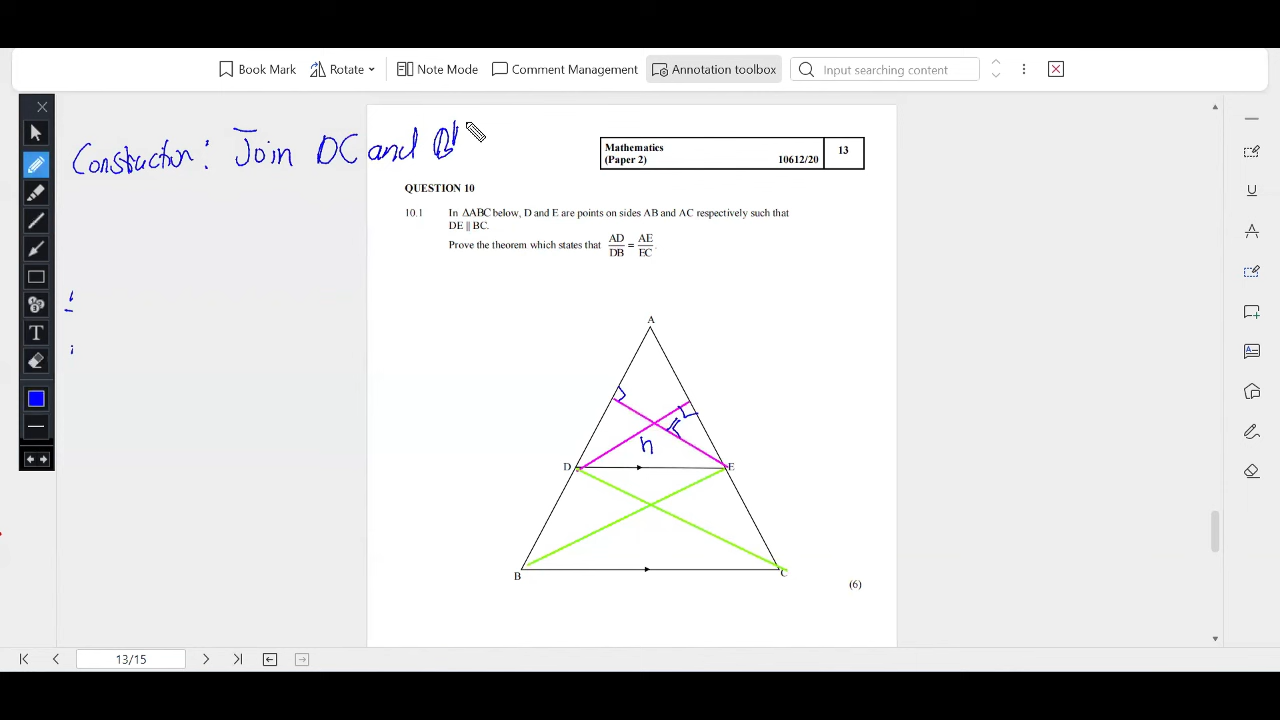 Book Mark Rotate Note Mode Comment Management Annotation toolbox Input searching content
Construction: Join DC and
Mathematics
(Paper 2) 10612/20 13
QUESTION 10
10.1 In ΔABC below, D and E are points on sides AB and AC respectively such that
DE || BC.
Prove the theorem which states that AD/DB = AE/EC.
A
h
D E
B C
(6)
13/15